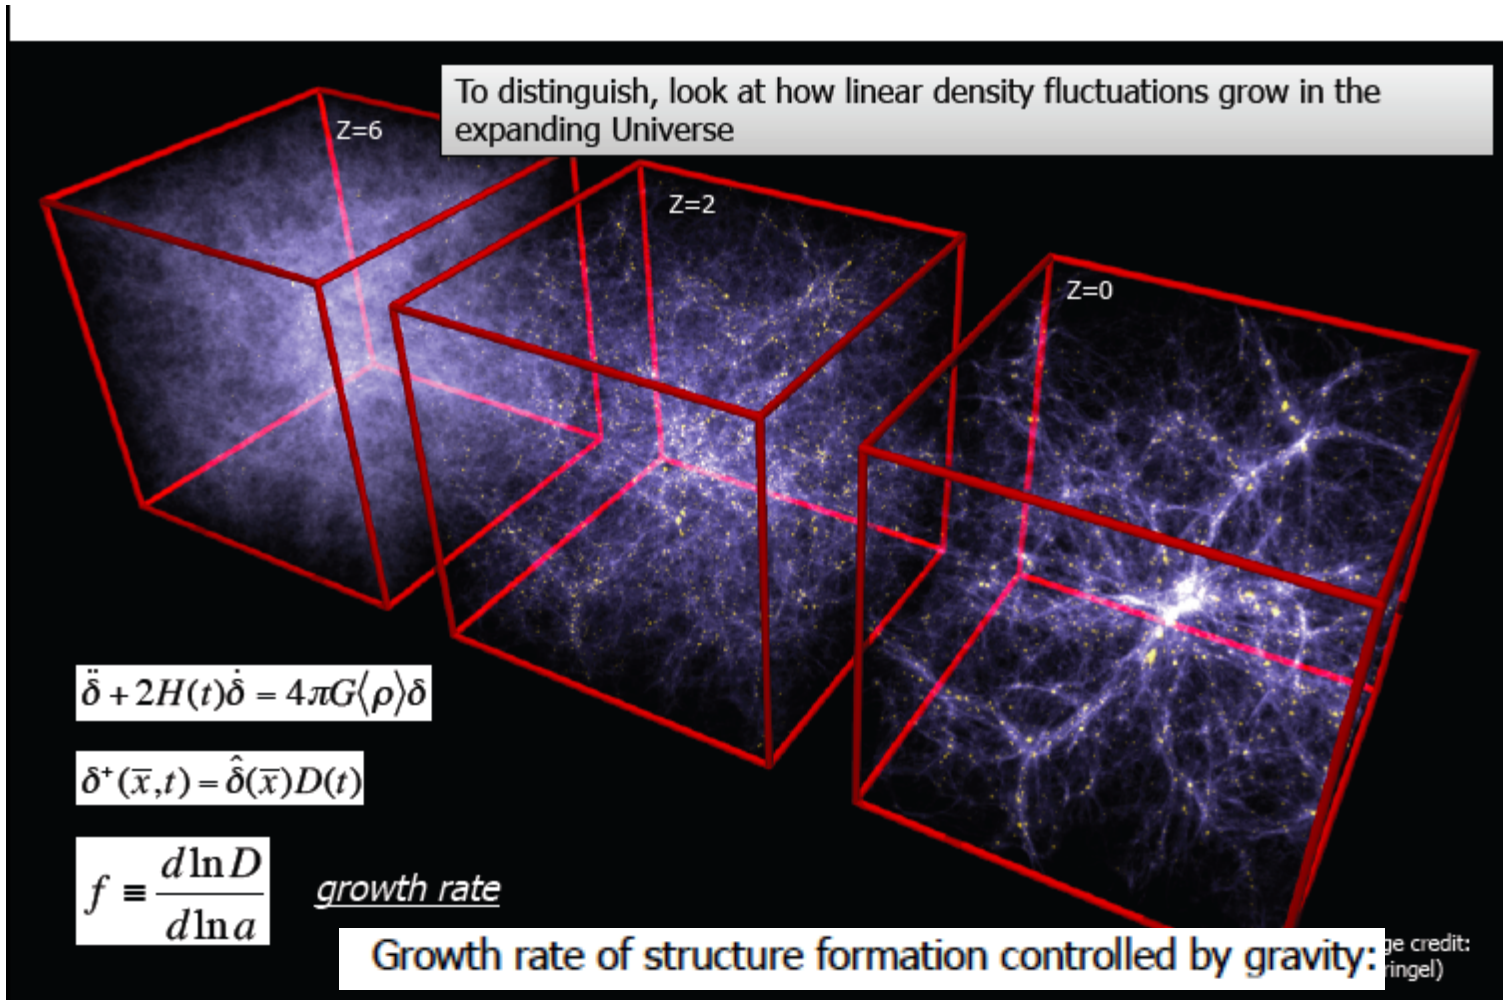 To distinguish, look at how linear density fluctuations grow in the
expanding Universe
Z=6
Z=2
Z=0
δ̈ + 2H(t)δ̇ = 4πG⟨ρ⟩δ
δ⁺(x̄,t) = δ̂(x̄)D(t)
f ≡ d ln D / d ln a
growth rate
Growth rate of structure formation controlled by gravity:
credit: